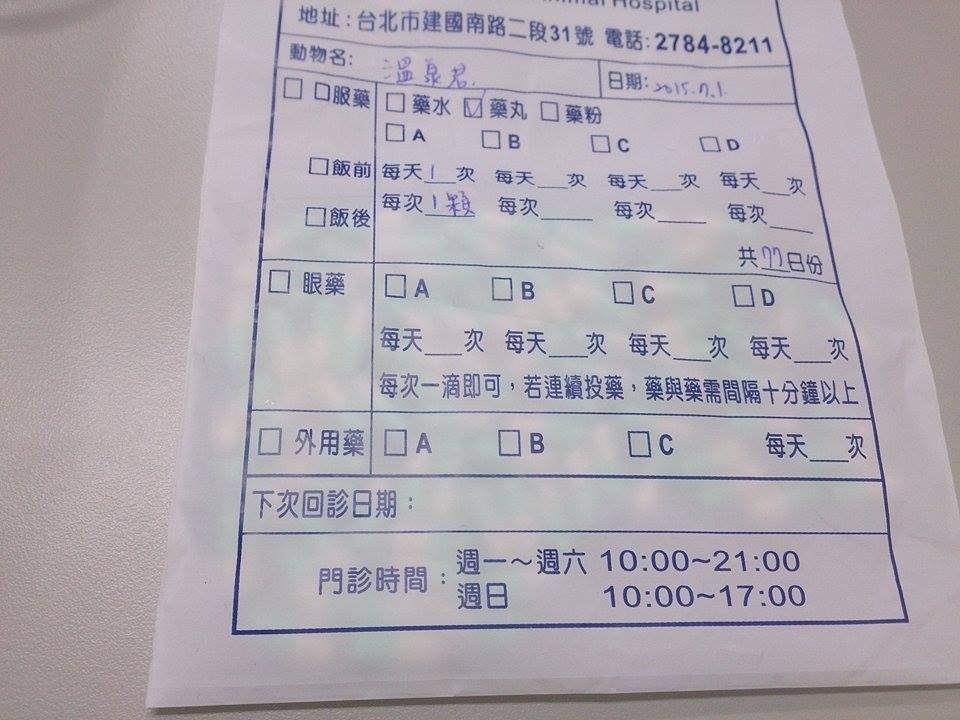 Animal Hospital
地址：台北市建國南路二段31號 電話：2784-8211
動物名： 溫泉君 日期：2015.7.1.
□ 口服藥 □ 藥水 ☑ 藥丸 □ 藥粉
□ A □ B □ C □ D
□飯前 每天 1 次 每天___次 每天___次 每天___次
□飯後 每次 1顆 每次____ 每次____ 每次____
共 77 日份
□ 眼藥 □ A □ B □ C □ D
每天___次 每天___次 每天___次 每天___次
每次一滴即可，若連續投藥，藥與藥需間隔十分鐘以上
□ 外用藥 □ A □ B □ C 每天___次
下次回診日期：
門診時間： 週一～週六 10:00~21:00
週日 10:00~17:00